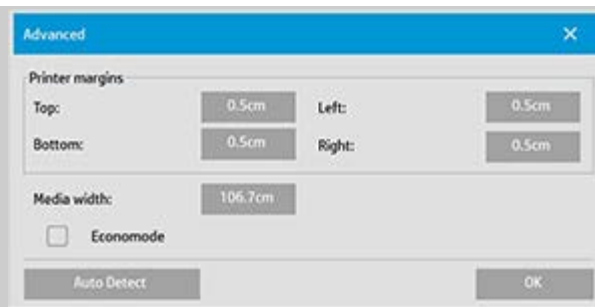 Advanced
Printer margins
Top: 0.5cm Left: 0.5cm
Bottom: 0.5cm Right: 0.5cm
Media width: 106.7cm
Economode
Auto Detect OK